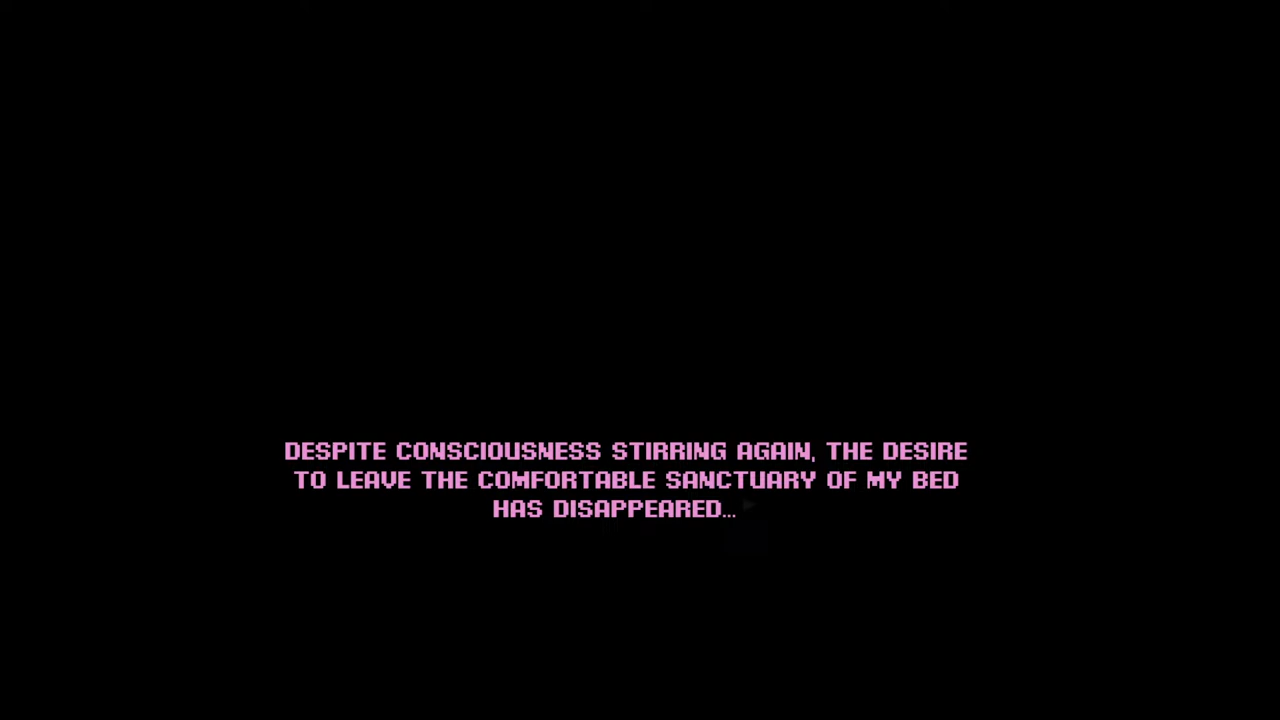 DESPITE CONSCIOUSNESS STIRRING AGAIN, THE DESIRE
TO LEAVE THE COMFORTABLE SANCTUARY OF MY BED
HAS DISAPPEARED...